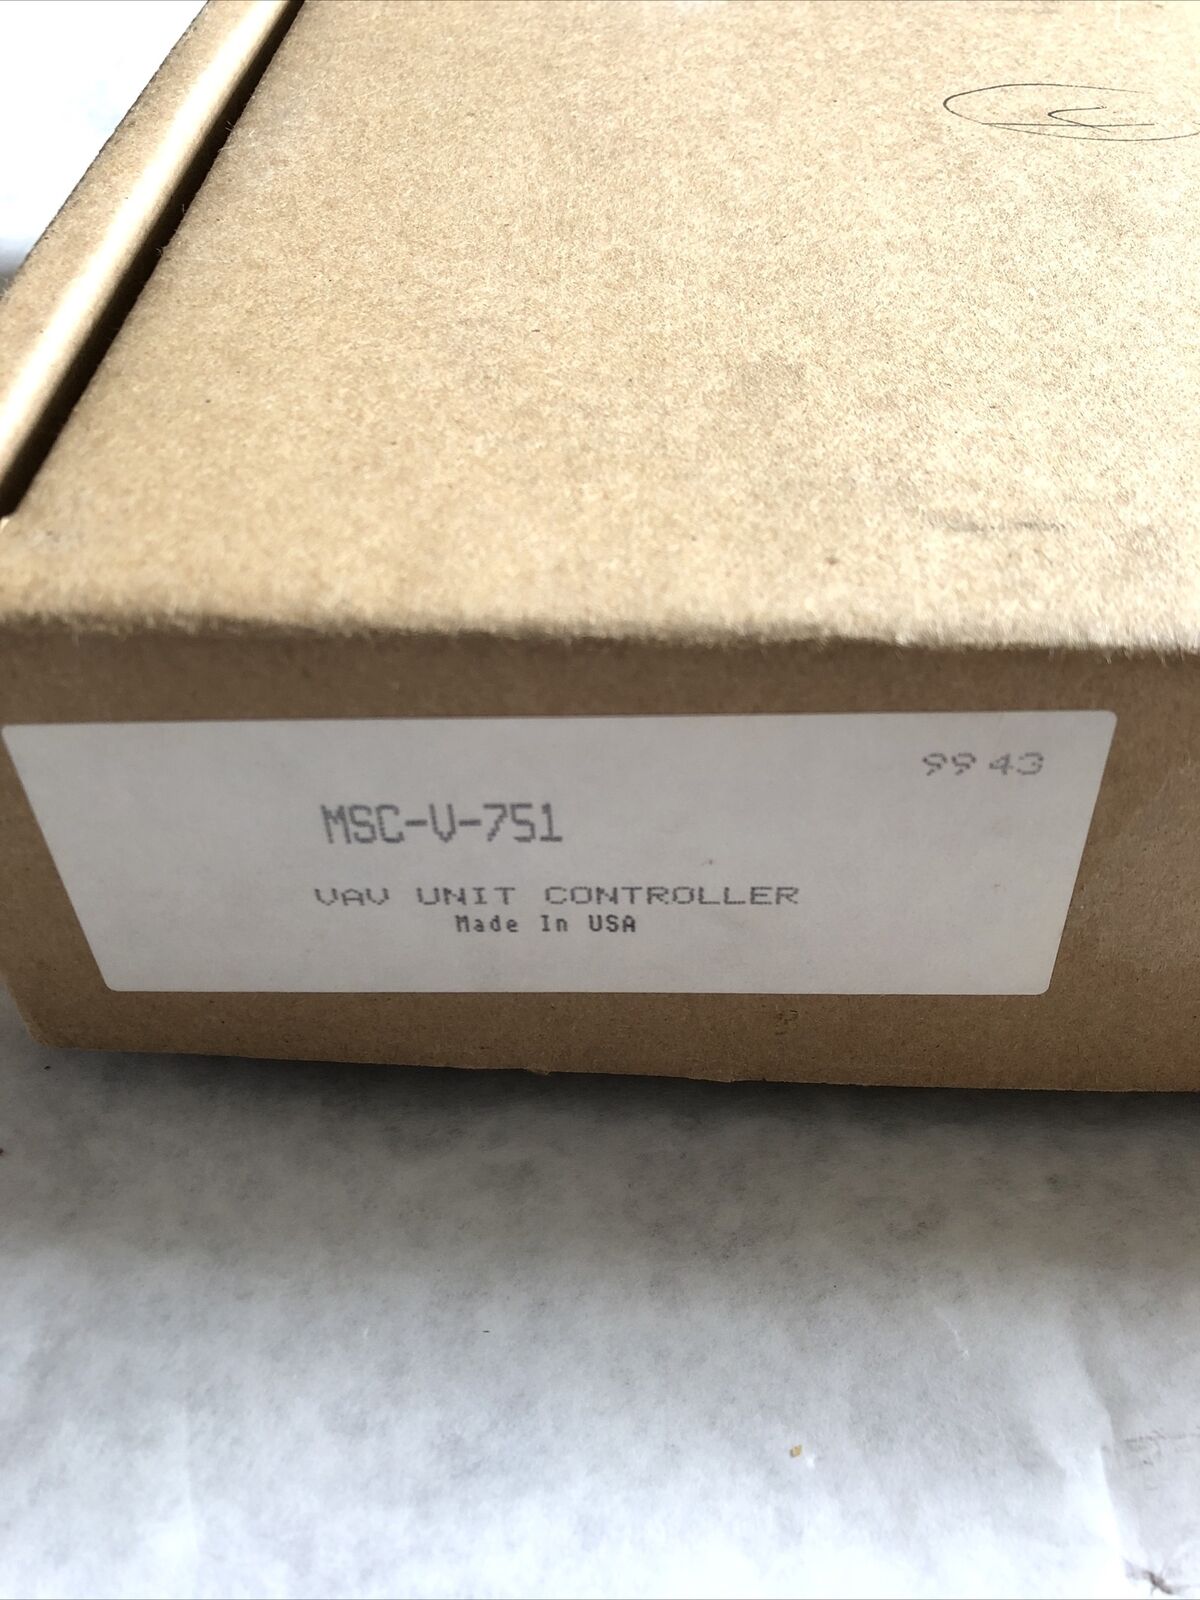 9943
MSC-V-751
VAV UNIT CONTROLLER
Made In USA